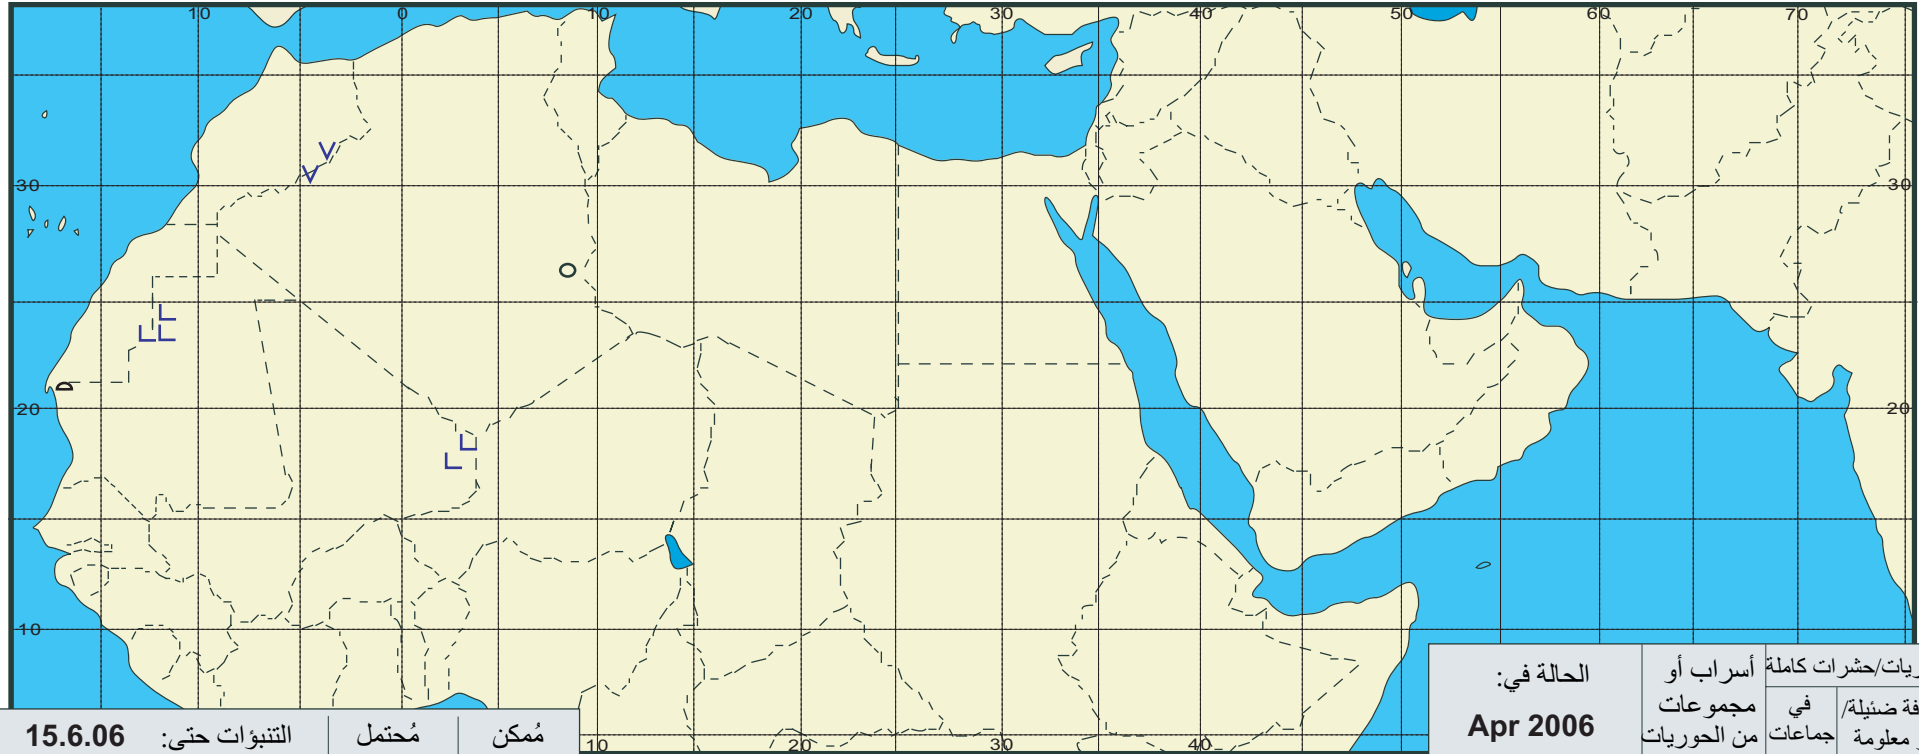 10 0 10 20 30 40 50 60 70
30 30
20 20
10
الحالة في:
Apr 2006
أسراب أو
مجموعات
من الحوريات
حشرات كاملة
ضئيلة/
معلومة
في
جماعات
التنبؤات حتى: 15.6.06
مُحتمل
مُمكن
10 20 30 40